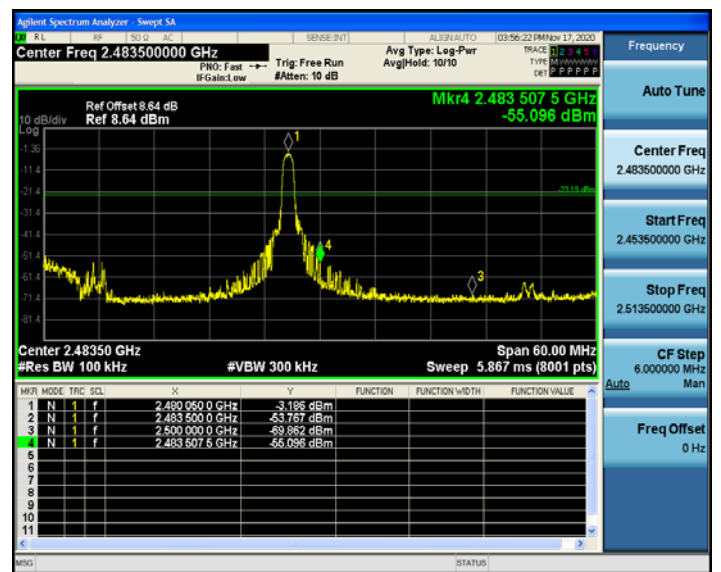 Agilent Spectrum Analyzer - Swept SA
RL RF 50 Ω AC SENSE:INT ALIGNAUTO 03:56:22 PM Nov 17, 2020
Center Freq 2.483500000 GHz
PNO: Fast
IFGain:Low
Trig: Free Run
#Atten: 10 dB
Avg Type: Log-Pwr
Avg|Hold: 10/10
TRACE 1 2 3 4 5 6
TYPE MWWWWW
DET P P P P P P
Ref Offset 8.64 dB
Ref 8.64 dBm
10 dB/div
Log
Mkr4 2.483 507 5 GHz
-55.096 dBm
-1.36
-11.4
-21.4
-31.4
-41.4
-51.4
-61.4
-71.4
-81.4
1
-23.19 dBm
4
3
Center 2.48350 GHz
#Res BW 100 kHz
#VBW 300 kHz
Span 60.00 MHz
Sweep 5.867 ms (8001 pts)
MKR MODE TRC SCL X Y FUNCTION FUNCTION WIDTH FUNCTION VALUE
1 N 1 f 2.480 050 0 GHz -3.186 dBm
2 N 1 f 2.483 500 0 GHz -53.767 dBm
3 N 1 f 2.500 000 0 GHz -69.862 dBm
4 N 1 f 2.483 507 5 GHz -55.096 dBm
5
6
7
8
9
10
11
MSG STATUS
Frequency
Auto Tune
Center Freq
2.483500000 GHz
Start Freq
2.453500000 GHz
Stop Freq
2.513500000 GHz
CF Step
6.000000 MHz
Auto Man
Freq Offset
0 Hz